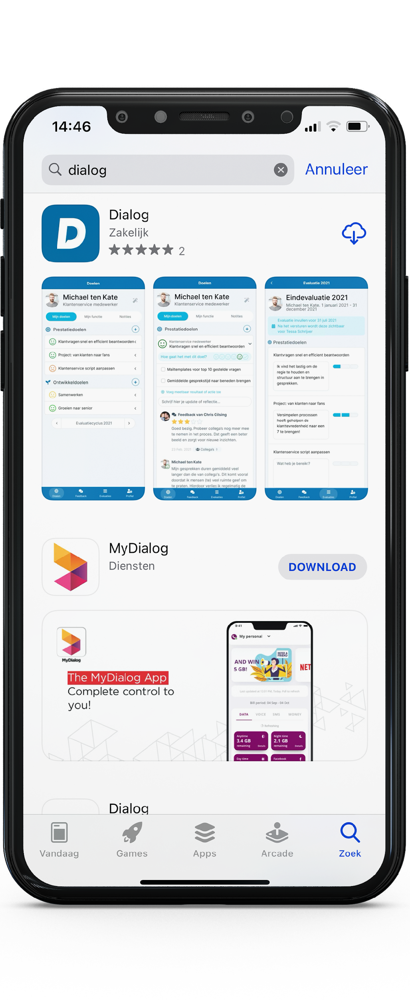 14:46
dialog
Annuleer
D
Dialog
Zakelijk
2
Doelen
Michael ten Kate
Klantenservice medewerker
Mijn doelen Mijn functie Notities
Prestatiedoelen
Klantvragen snel en efficient beantwoorden
Project: van klanten naar fans
Klantenservice script aanpassen
Ontwikkeldoelen
Samenwerken
Groeien naar senior
Evaluatiecyclus 2021
Doelen Feedback Evaluaties Profiel
Doelen
Michael ten Kate
Klantenservice medewerker
Mijn doelen Mijn functie Notities
Prestatiedoelen
Klantenservice medewerker
Klantvragen snel en efficient beantwoorden
Hoe gaat het met dit doel?
Mailtemplates voor top 10 gestelde vragen
Gemiddelde gesprekstijd naar beneden brengen
Voeg meetbaar resultaat of actie toe
Schrijf hier je update of reflectie...
Feedback van Chris Gilsing
Goed bezig. Probeer collega's nog meer mee
te nemen in het proces. Dat geeft een beter
beeld en zorgt voor nieuwe inzichten.
23 Feb. 2021 Collega's
Michael ten Kate
Mijn gesprekken duren gemiddeld veel
langer dan die van collega's. Dit komt vooral
doordat ik mensen (te) veel ruimte geef om
te praten. Hierdoor verlies ik regelmatig de
Doelen Feedback Evaluaties Profiel
Evaluatie 2021
Eindevaluatie 2021
Michael ten Kate. 1 januari 2021 - 31
december 2021
Evaluatie invullen voor 31 juli 2021
Na het versturen wordt deze zichtbaar
voor Tessa Schrijver
Prestatiedoelen
Klantvragen snel en efficient beantwoorden
Ik vind het lastig om de
regie te houden en
structuur aan te brengen in
gesprekken.
Project: van klanten naar fans
Versimpelen processen
heeft geholpen de
klanttevredenheid naar een
7 te brengen!
Klantenservice script aanpassen
Wat heb je bereikt?
Doelen Feedback Evaluaties Profiel
MyDialog
Diensten
DOWNLOAD
MyDialog
The MyDialog App
Complete control to
you!
9:41
My personal
AND WIN
5 GB!
REFER A
FRIEND
NET
Last updated at 12:01 PM, Today. Pull to refresh
Bill period: 04 Sep - 04 Oct
DATA VOICE SMS MONEY
Refreshing
Anytime
3.4 GB
remaining Details
Night time
2.1 GB
remaining Details
Day time
Facebook
Dialog
Vandaag Games Apps Arcade Zoek